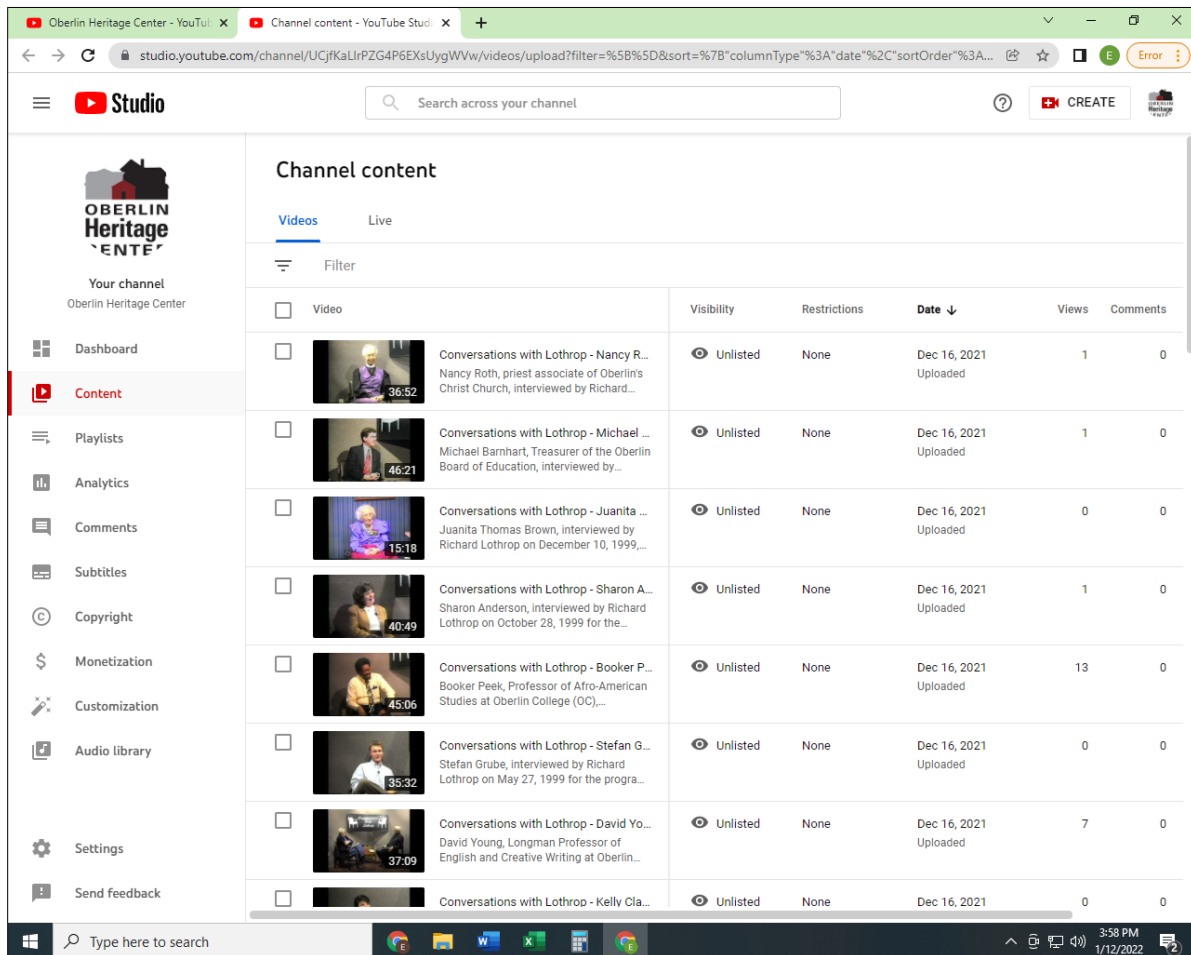 Oberlin Heritage Center - YouTub
Channel content - YouTube Studi
studio.youtube.com/channel/UCjfKaLlrPZG4P6EXsUygWVw/videos/upload?filter=%5B%5D&sort=%7B"columnType"%3A"date"%2C"sortOrder"%3A...
E
Error
Studio
Search across your channel
CREATE
OBERLIN
Heritage
CENTER
Your channel
Oberlin Heritage Center
Dashboard
Content
Playlists
Analytics
Comments
Subtitles
Copyright
Monetization
Customization
Audio library
Settings
Send feedback
Channel content
Videos Live
Filter
Video Visibility Restrictions Date Views Comments
36:52
Conversations with Lothrop - Nancy R...
Nancy Roth, priest associate of Oberlin's
Christ Church, interviewed by Richard...
Unlisted None Dec 16, 2021 1 0
Uploaded
46:21
Conversations with Lothrop - Michael ...
Michael Barnhart, Treasurer of the Oberlin
Board of Education, interviewed by...
Unlisted None Dec 16, 2021 1 0
Uploaded
15:18
Conversations with Lothrop - Juanita ...
Juanita Thomas Brown, interviewed by
Richard Lothrop on December 10, 1999,...
Unlisted None Dec 16, 2021 0 0
Uploaded
40:49
Conversations with Lothrop - Sharon A...
Sharon Anderson, interviewed by Richard
Lothrop on October 28, 1999 for the...
Unlisted None Dec 16, 2021 1 0
Uploaded
45:06
Conversations with Lothrop - Booker P...
Booker Peek, Professor of Afro-American
Studies at Oberlin College (OC),...
Unlisted None Dec 16, 2021 13 0
Uploaded
35:32
Conversations with Lothrop - Stefan G...
Stefan Grube, interviewed by Richard
Lothrop on May 27, 1999 for the progra...
Unlisted None Dec 16, 2021 0 0
Uploaded
37:09
Conversations with Lothrop - David Yo...
David Young, Longman Professor of
English and Creative Writing at Oberlin...
Unlisted None Dec 16, 2021 7 0
Uploaded
Conversations with Lothrop - Kelly Cla...
Unlisted None Dec 16, 2021 0 0
Type here to search
3:58 PM
1/12/2022
2